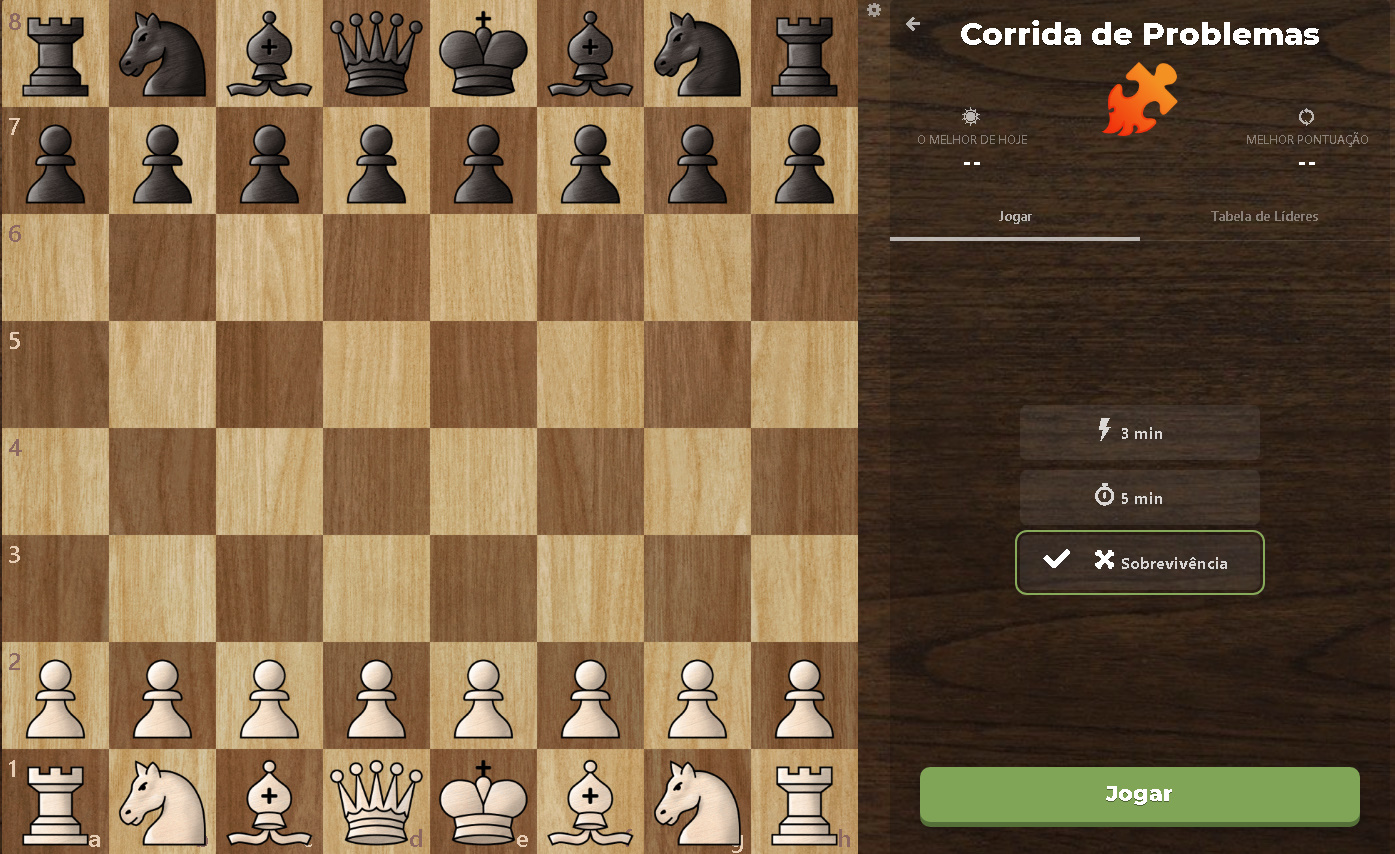 8
7
6
5
4
3
2
1
a
c
d
e
g
h
Corrida de Problemas
O MELHOR DE HOJE
--
MELHOR PONTUAÇÃO
--
Jogar
Tabela de Líderes
3 min
5 min
Sobrevivência
Jogar